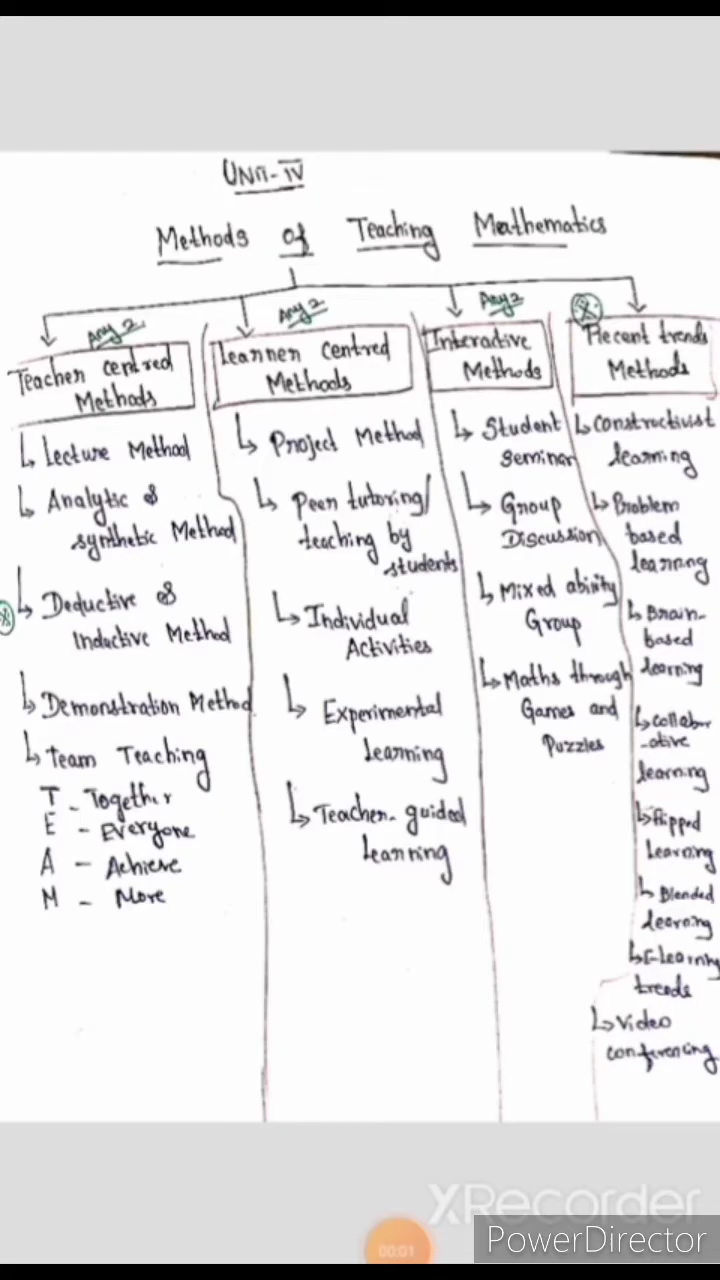 UNIT-IV
Methods of Teaching Mathematics
Any 2
Teacher centred
Methods
Lecture Method
Analytic &
synthetic Method
Deductive &
Inductive Method
Demonstration Method
Team Teaching
T - Together
E - Everyone
A - Achieve
M - More
Any 2
Learner Centred
Methods
Project Method
Peer tutoring/
teaching by
students
Individual
Activities
Experimental
Learning
Teacher-guided
Learning
Any 2
Interactive
Methods
Student
Seminar
Group
Discussion
Mixed ability
Group
Maths through
Games and
Puzzles
Recent trends
Methods
Constructivist
learning
Problem
based
learning
Brain-
based
learning
Collabor
-ative
learning
Flipped
Learning
Blended
learning
E-Learning
trends
Video
conferencing
XRecorder
00:01
PowerDirector